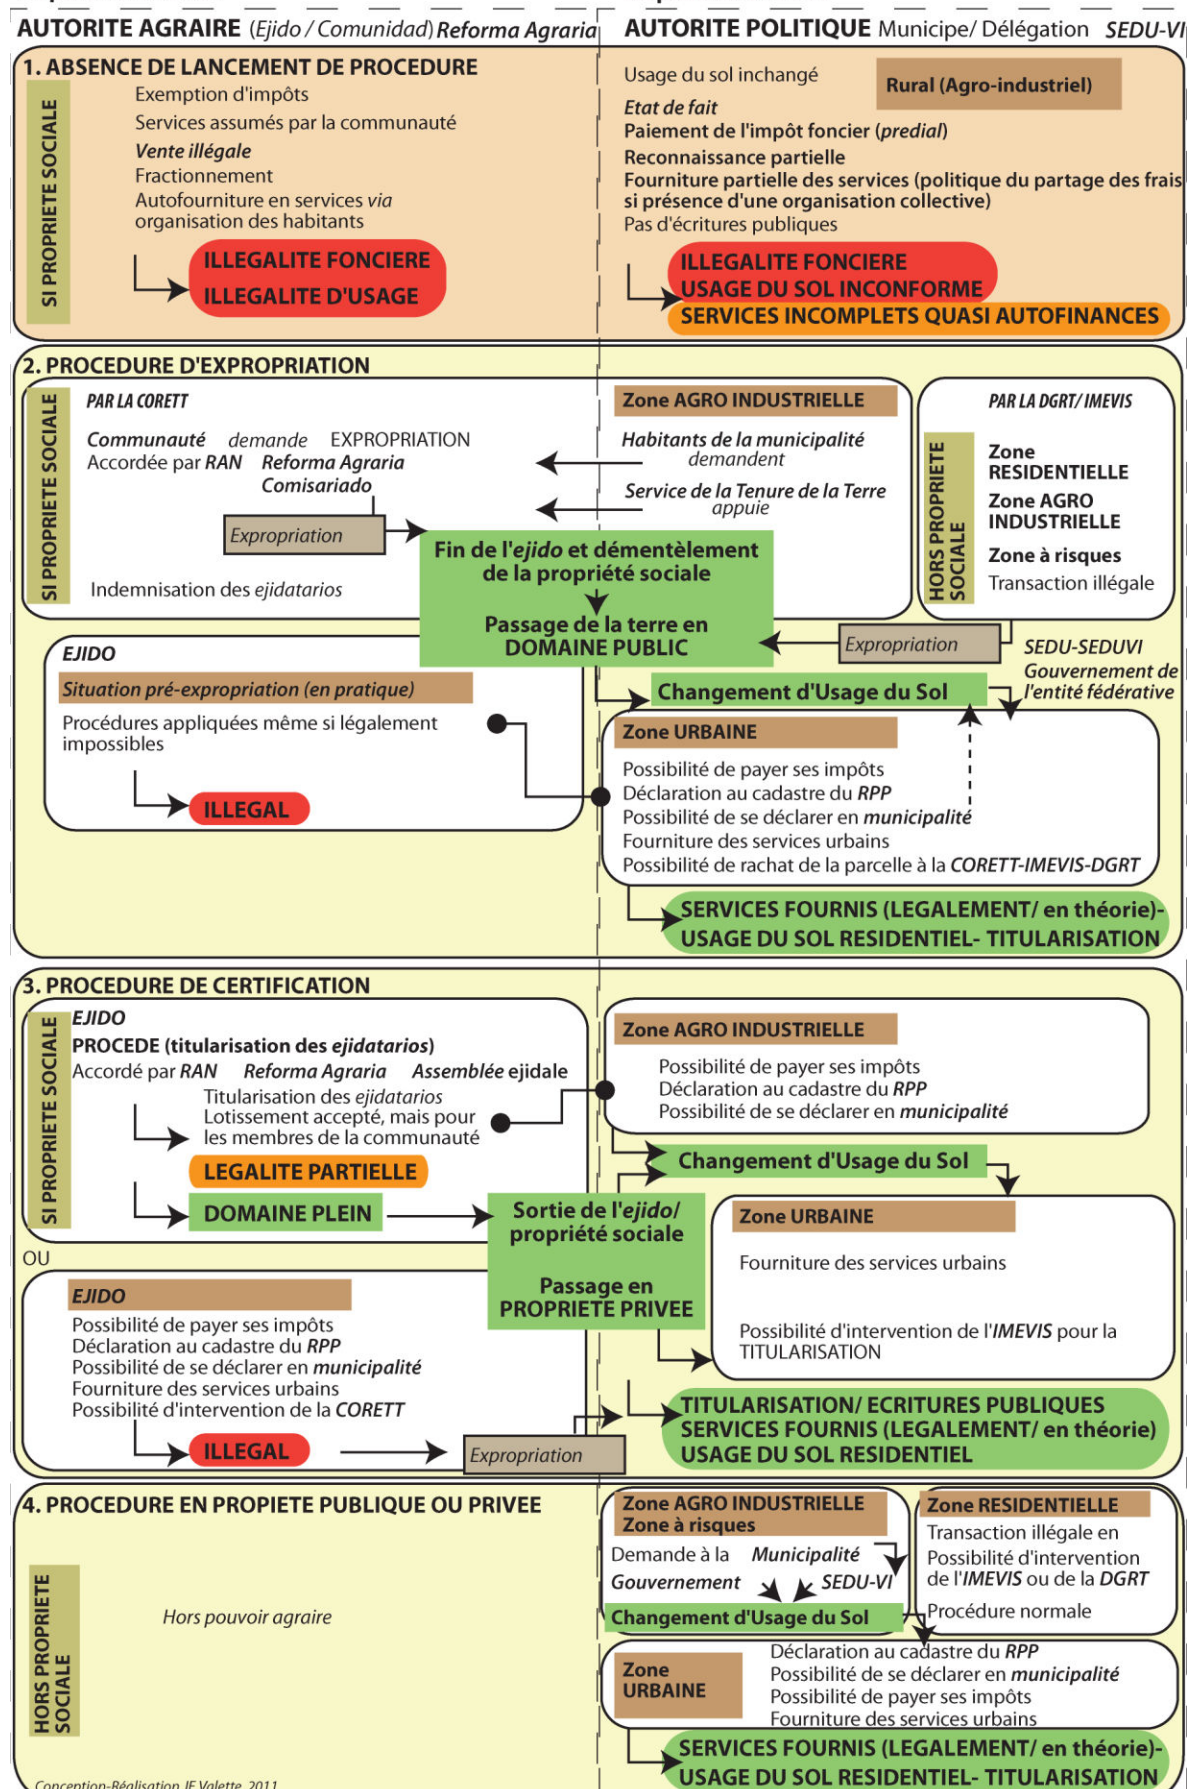 AUTORITE AGRAIRE (Ejido / Comunidad) Reforma Agraria
AUTORITE POLITIQUE Municipe/ Délégation SEDU-VI
1. ABSENCE DE LANCEMENT DE PROCEDURE
SI PROPRIETE SOCIALE
Exemption d'impôts
Services assumés par la communauté
Vente illégale
Fractionnement
Autofourniture en services via
organisation des habitants
ILLEGALITE FONCIERE
ILLEGALITE D'USAGE
Usage du sol inchangé
Rural (Agro-industriel)
Etat de fait
Paiement de l'impôt foncier (predial)
Reconnaissance partielle
Fourniture partielle des services (politique du partage des frais
si présence d'une organisation collective)
Pas d'écritures publiques
ILLEGALITE FONCIERE
USAGE DU SOL INCONFORME
SERVICES INCOMPLETS QUASI AUTOFINANCES
2. PROCEDURE D'EXPROPRIATION
SI PROPRIETE SOCIALE
PAR LA CORETT
Communauté demande EXPROPRIATION
Accordée par RAN Reforma Agraria
Comisariado
Expropriation
Indemnisation des ejidatarios
Zone AGRO INDUSTRIELLE
Habitants de la municipalité
demandent
Service de la Tenure de la Terre
appuie
Fin de l'ejido et démentèlement
de la propriété sociale
Passage de la terre en
DOMAINE PUBLIC
PAR LA DGRT/ IMEVIS
HORS PROPRIETE
SOCIALE
Zone
RESIDENTIELLE
Zone AGRO
INDUSTRIELLE
Zone à risques
Transaction illégale
Expropriation
SEDU-SEDUVI
Gouvernement de
l'entité fédérative
EJIDO
Situation pré-expropriation (en pratique)
Procédures appliquées même si légalement
impossibles
ILLEGAL
Changement d'Usage du Sol
Zone URBAINE
Possibilité de payer ses impôts
Déclaration au cadastre du RPP
Possibilité de se déclarer en municipalité
Fourniture des services urbains
Possibilité de rachat de la parcelle à la CORETT-IMEVIS-DGRT
SERVICES FOURNIS (LEGALEMENT/ en théorie)-
USAGE DU SOL RESIDENTIEL- TITULARISATION
3. PROCEDURE DE CERTIFICATION
SI PROPRIETE SOCIALE
EJIDO
PROCEDE (titularisation des ejidatarios)
Accordé par RAN Reforma Agraria Assemblée ejidale
Titularisation des ejidatarios
Lotissement accepté, mais pour
les membres de la communauté
LEGALITE PARTIELLE
DOMAINE PLEIN
Zone AGRO INDUSTRIELLE
Possibilité de payer ses impôts
Déclaration au cadastre du RPP
Possibilité de se déclarer en municipalité
Changement d'Usage du Sol
Sortie de l'ejido/
propriété sociale
Passage en
PROPRIETE PRIVEE
Zone URBAINE
Fourniture des services urbains
Possibilité d'intervention de l'IMEVIS pour la
TITULARISATION
OU
EJIDO
Possibilité de payer ses impôts
Déclaration au cadastre du RPP
Possibilité de se déclarer en municipalité
Fourniture des services urbains
Possibilité d'intervention de la CORETT
ILLEGAL
Expropriation
TITULARISATION/ ECRITURES PUBLIQUES
SERVICES FOURNIS (LEGALEMENT/ en théorie)
USAGE DU SOL RESIDENTIEL
4. PROCEDURE EN PROPIETE PUBLIQUE OU PRIVEE
HORS PROPRIETE
SOCIALE
Hors pouvoir agraire
Zone AGRO INDUSTRIELLE
Zone à risques
Demande à la Municipalité
Gouvernement SEDU-VI
Changement d'Usage du Sol
Zone RESIDENTIELLE
Transaction illégale en
Possibilité d'intervention
de l'IMEVIS ou de la DGRT
Procédure normale
Zone
URBAINE
Déclaration au cadastre du RPP
Possibilité de se déclarer en municipalité
Possibilité de payer ses impôts
Fourniture des services urbains
SERVICES FOURNIS (LEGALEMENT/ en théorie)-
USAGE DU SOL RESIDENTIEL- TITULARISATION
Conception-Réalisation JF Valette, 2011